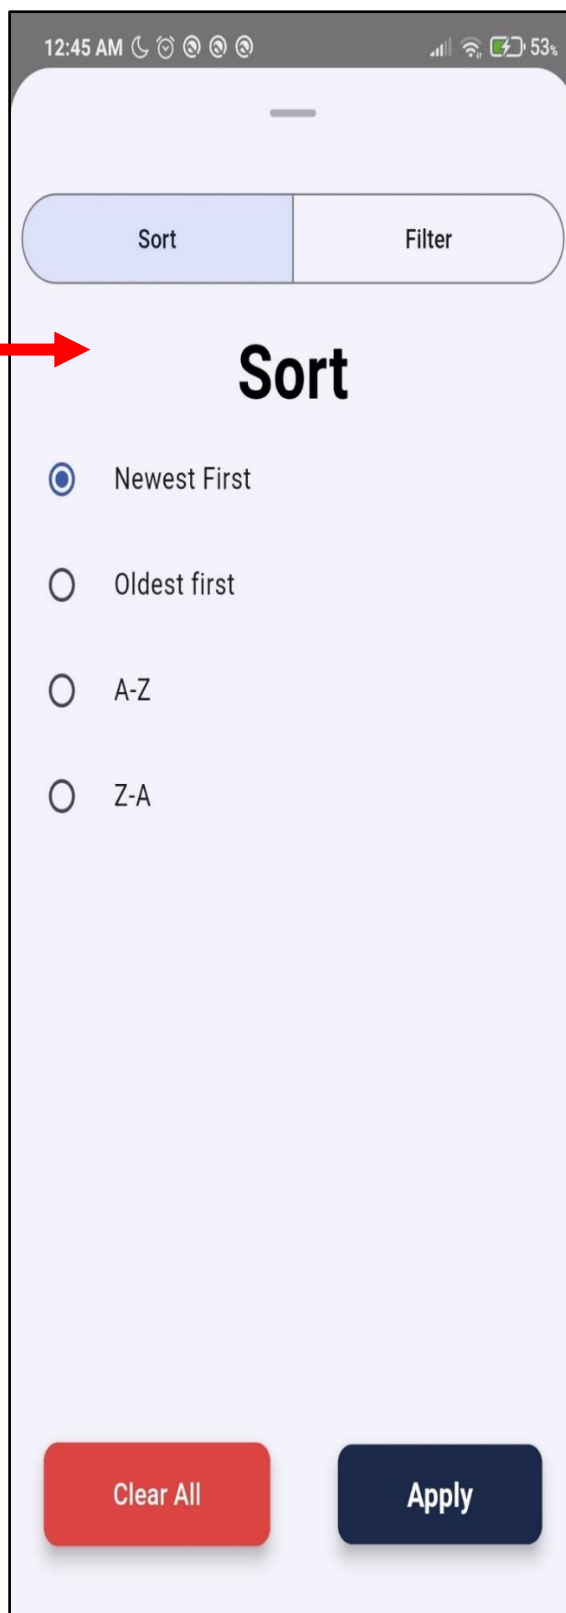 12:45 AM 53%
Sort Filter
Sort
Newest First
Oldest first
A-Z
Z-A
Clear All Apply